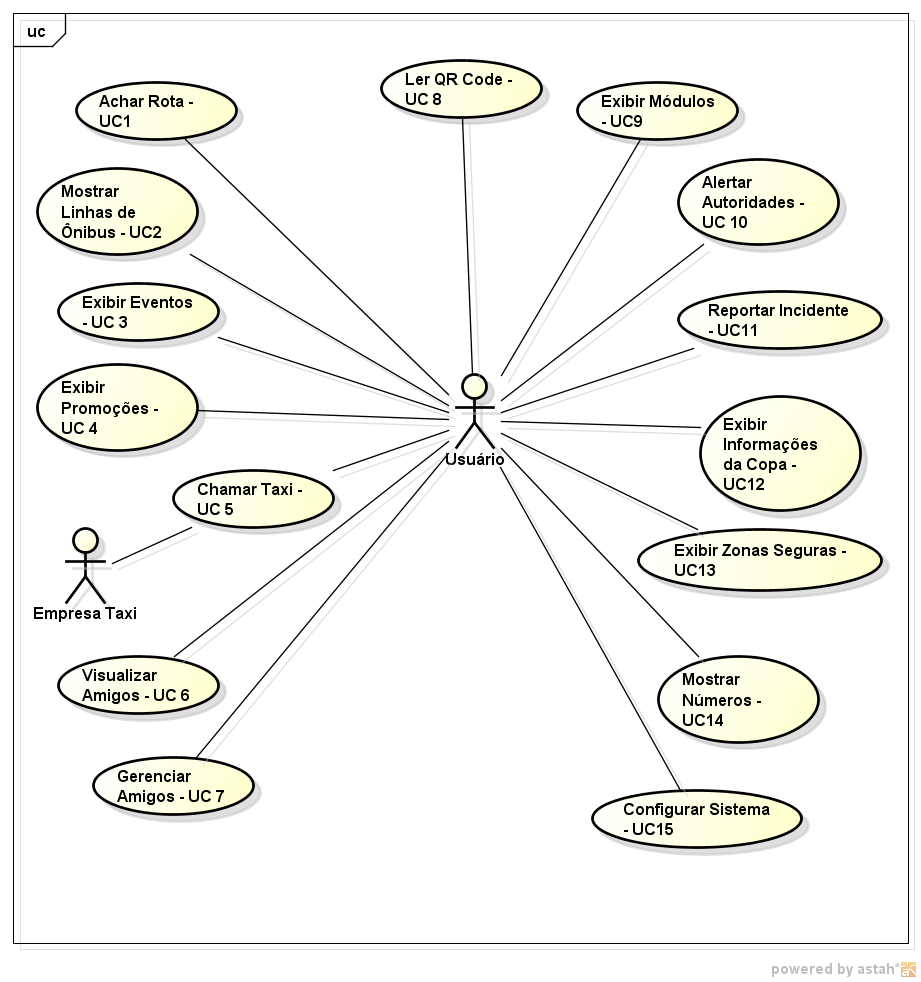 uc
Achar Rota -
UC1
Ler QR Code -
UC 8
Exibir Módulos
- UC9
Mostrar
Linhas de
Ônibus - UC2
Alertar
Autoridades -
UC 10
Exibir Eventos
- UC 3
Reportar Incidente
- UC11
Exibir
Promoções -
UC 4
Usuário
Exibir
Informações
da Copa -
UC12
Chamar Taxi -
UC 5
Exibir Zonas Seguras -
UC13
Empresa Taxi
Visualizar
Amigos - UC 6
Mostrar
Números -
UC14
Gerenciar
Amigos - UC 7
Configurar Sistema
- UC15
powered by astah*